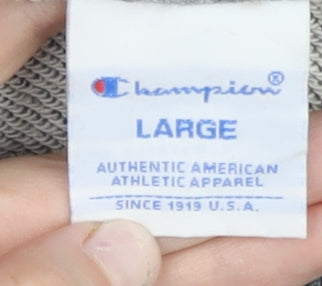 Champion®
LARGE
AUTHENTIC AMERICAN
ATHLETIC APPAREL
SINCE 1919 U.S.A.